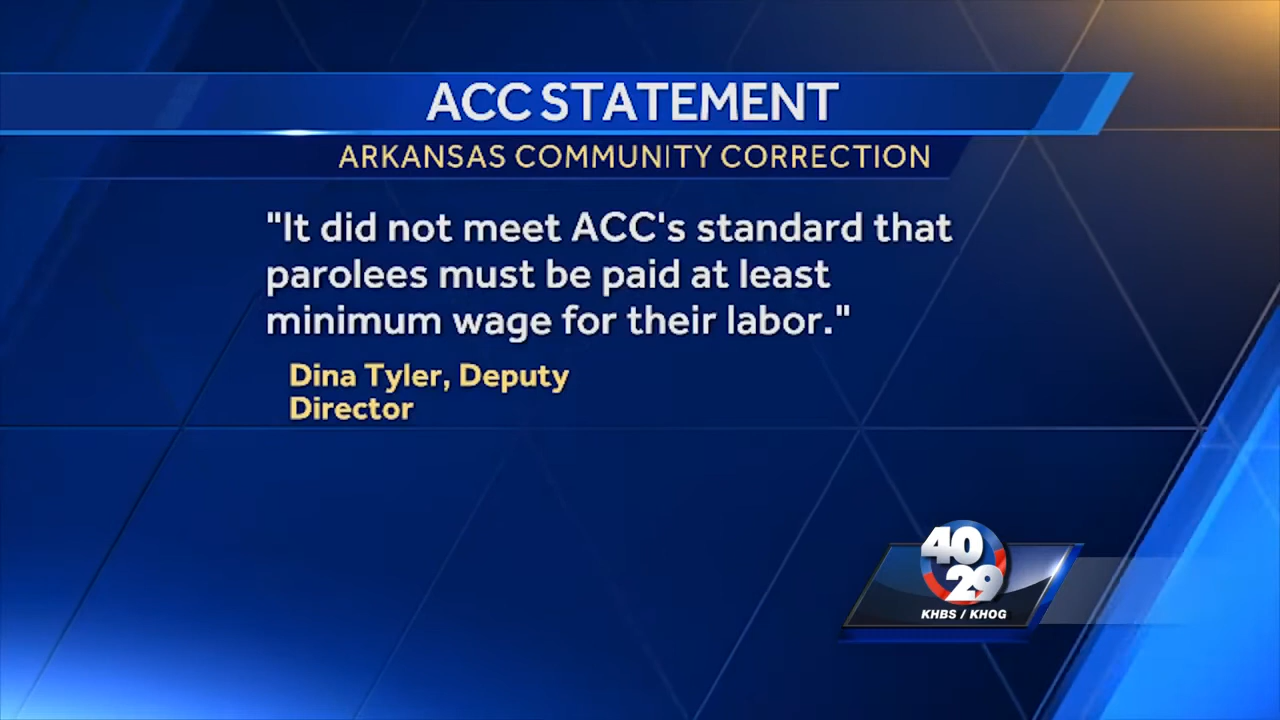 ACC STATEMENT
ARKANSAS COMMUNITY CORRECTION
"It did not meet ACC's standard that
parolees must be paid at least
minimum wage for their labor."
Dina Tyler, Deputy
Director
40
29
KHBS / KHOG